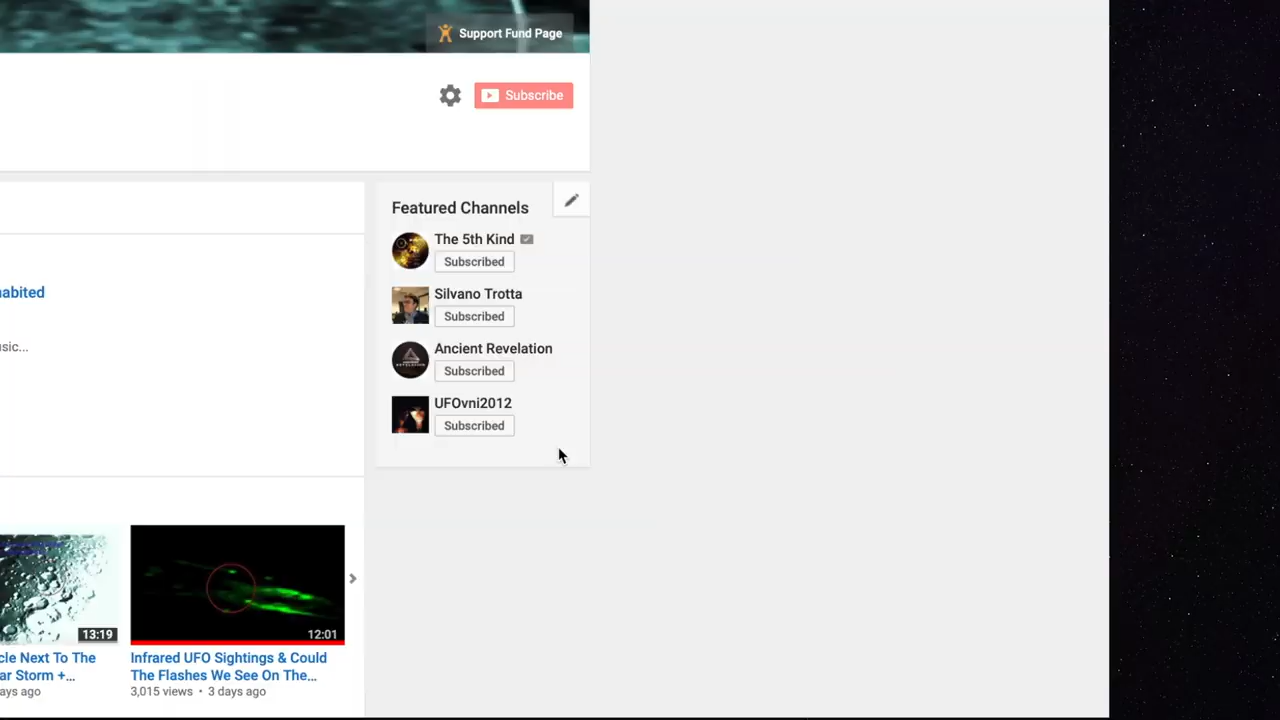 Support Fund Page
Subscribe
Featured Channels
The 5th Kind
Subscribed
Silvano Trotta
Subscribed
Ancient Revelation
Subscribed
UFOvni2012
Subscribed
abited
sic...
13:19
cle Next To The
ar Storm +...
ays ago
12:01
Infrared UFO Sightings & Could
The Flashes We See On The...
3,015 views • 3 days ago